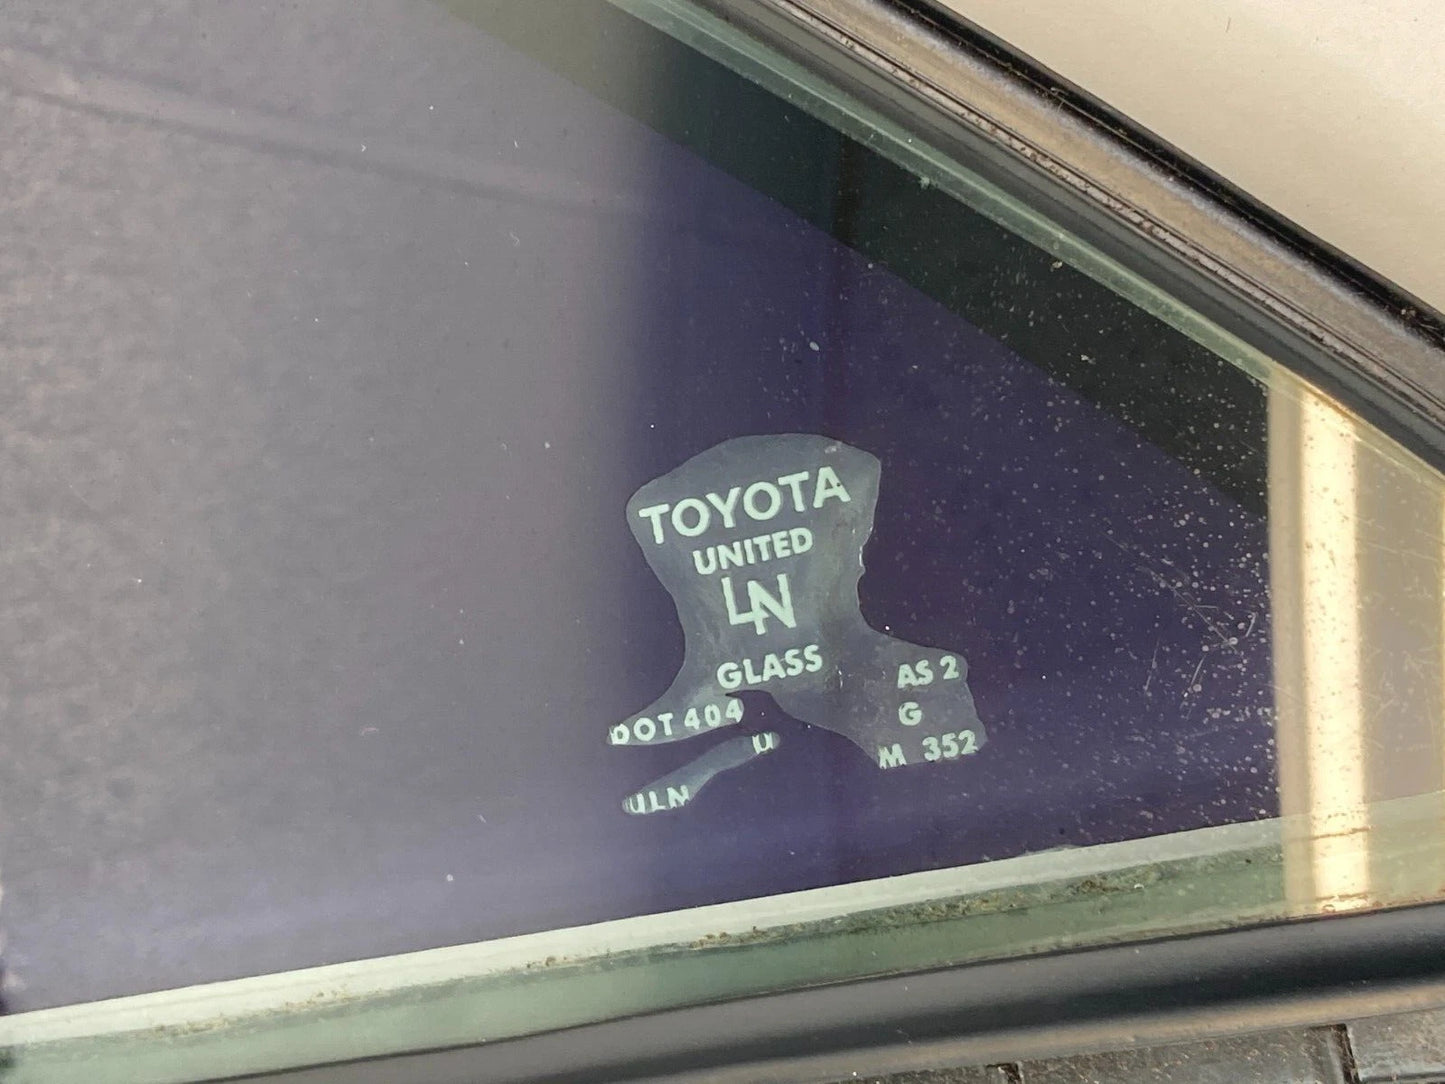 TOYOTA
UNITED
LN
GLASS
DOT 404 AS 2
U G
ULN M 352